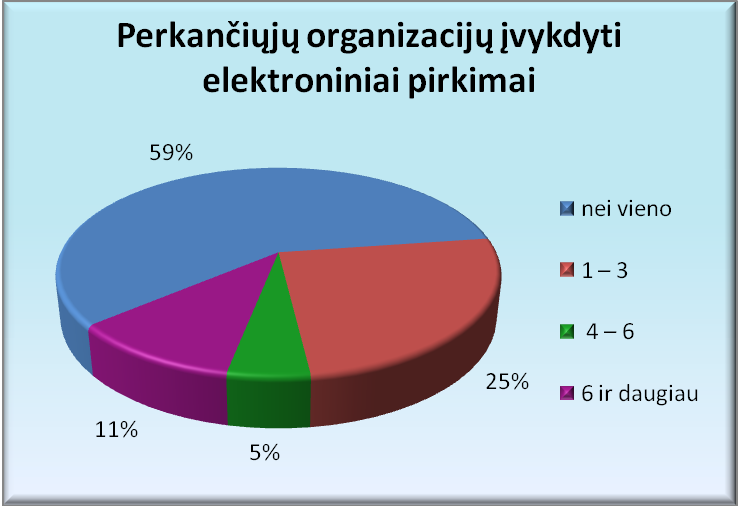 Perkančiųjų organizacijų įvykdyti
elektroniniai pirkimai
59%
nei vieno
1 – 3
4 – 6
25%
6 ir daugiau
11%
5%